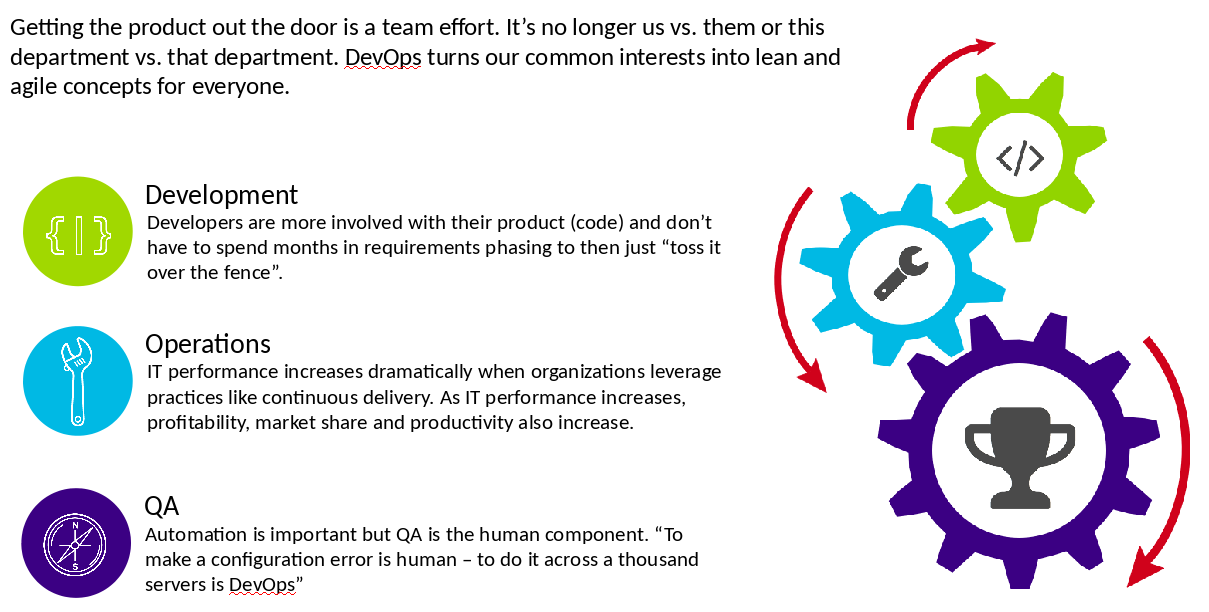 Getting the product out the door is a team effort. It’s no longer us vs. them or this
department vs. that department. DevOps turns our common interests into lean and
agile concepts for everyone.
</>
Development
Developers are more involved with their product (code) and don’t
have to spend months in requirements phasing to then just “toss it
over the fence”.
{|}
Operations
IT performance increases dramatically when organizations leverage
practices like continuous delivery. As IT performance increases,
profitability, market share and productivity also increase.
QA
Automation is important but QA is the human component. “To
make a configuration error is human – to do it across a thousand
servers is DevOps”
N
S